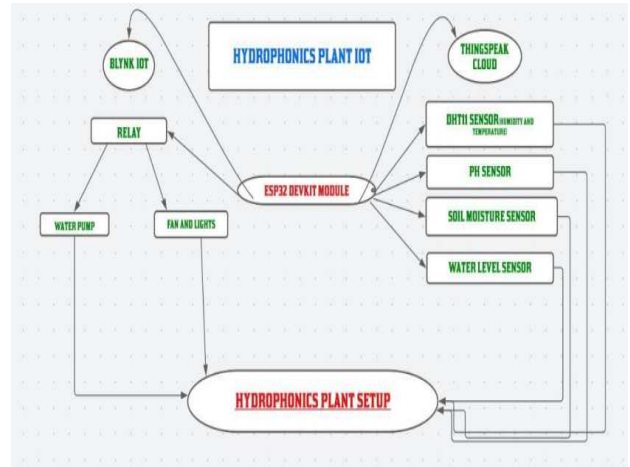 HYDROPHONICS PLANT IOT
BLYNK IOT
THINGSPEAK
CLOUD
RELAY
DHT11 SENSOR (HUMIDITY AND
TEMPERATURE)
PH SENSOR
ESP32 DEVKIT MODULE
SOIL MOISTURE SENSOR
WATER PUMP
FAN AND LIGHTS
WATER LEVEL SENSOR
HYDROPHONICS PLANT SETUP